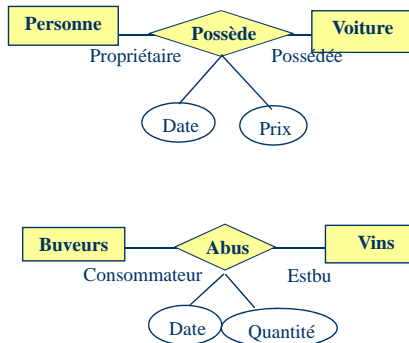 Personne Possède Voiture
Propriétaire Possédée
Date Prix
Buveurs Abus Vins
Consommateur Estbu
Date Quantité